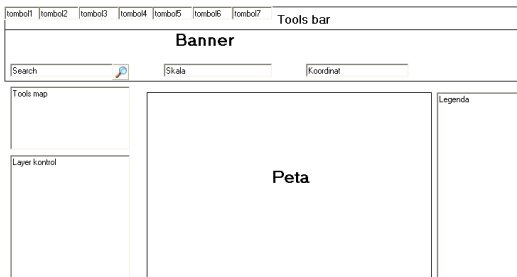 tombol1 tombol2 tombol3 tombol4 tombol5 tombol6 tombol7 Tools bar
Banner
Search Skala Koordinat
Tools map
Legenda
Layer kontrol
Peta